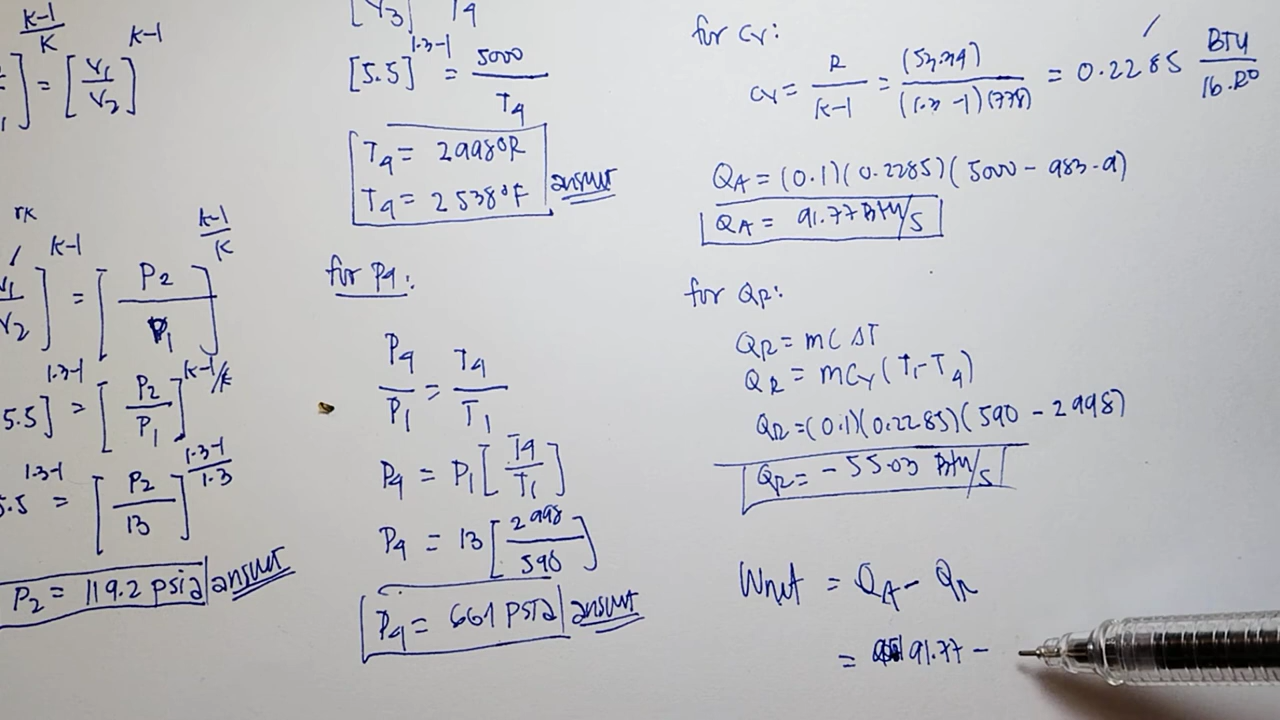 k-1/k k-1
] = [V1/V2]
rk
V1/V2 ] k-1 = [P2/P1] k-1/k
5.5] 1.3-1 = [P2/P1] k-1/k
5.5 1.3-1 = [P2/13] 1.3-1/1.3
P2 = 119.2 psia answer
[V3] T4
[5.5] 1.3-1 = 5000/T4
T4 = 2998°R
T4 = 2538°F answer
for P4:
P4/P1 = T4/T1
P4 = P1 [T4/T1]
P4 = 13 [2998/590]
P4 = 661 psia answer
for Cv:
Cv = R/k-1 = (53.34)/(1.3-1)(778) = 0.2285 BTU/lb.R°
QA = (0.1)(0.2285)(5000 - 983.9)
QA = 91.77 Btu/s
for QR:
QR = mCΔT
QR = mCv (T1-T4)
QR = (0.1)(0.2285)(590 - 2998)
QR = -55.03 Btu/s
Wnet = QA - QR
= 91.77 -